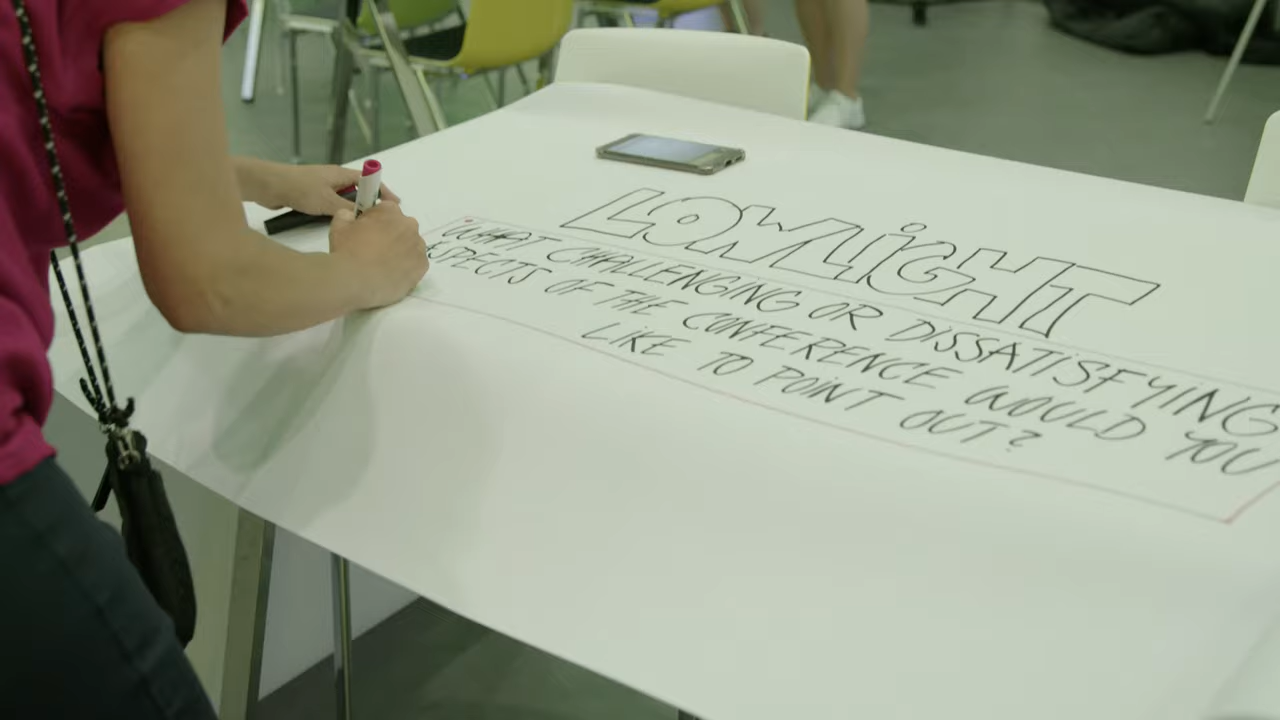 LOWLiGHT
WHAT CHALLENGING OR DISSATiSFYING
ASPECTS OF THE CONFERENCE WOULD YOU
LiKE TO POINT OUT?